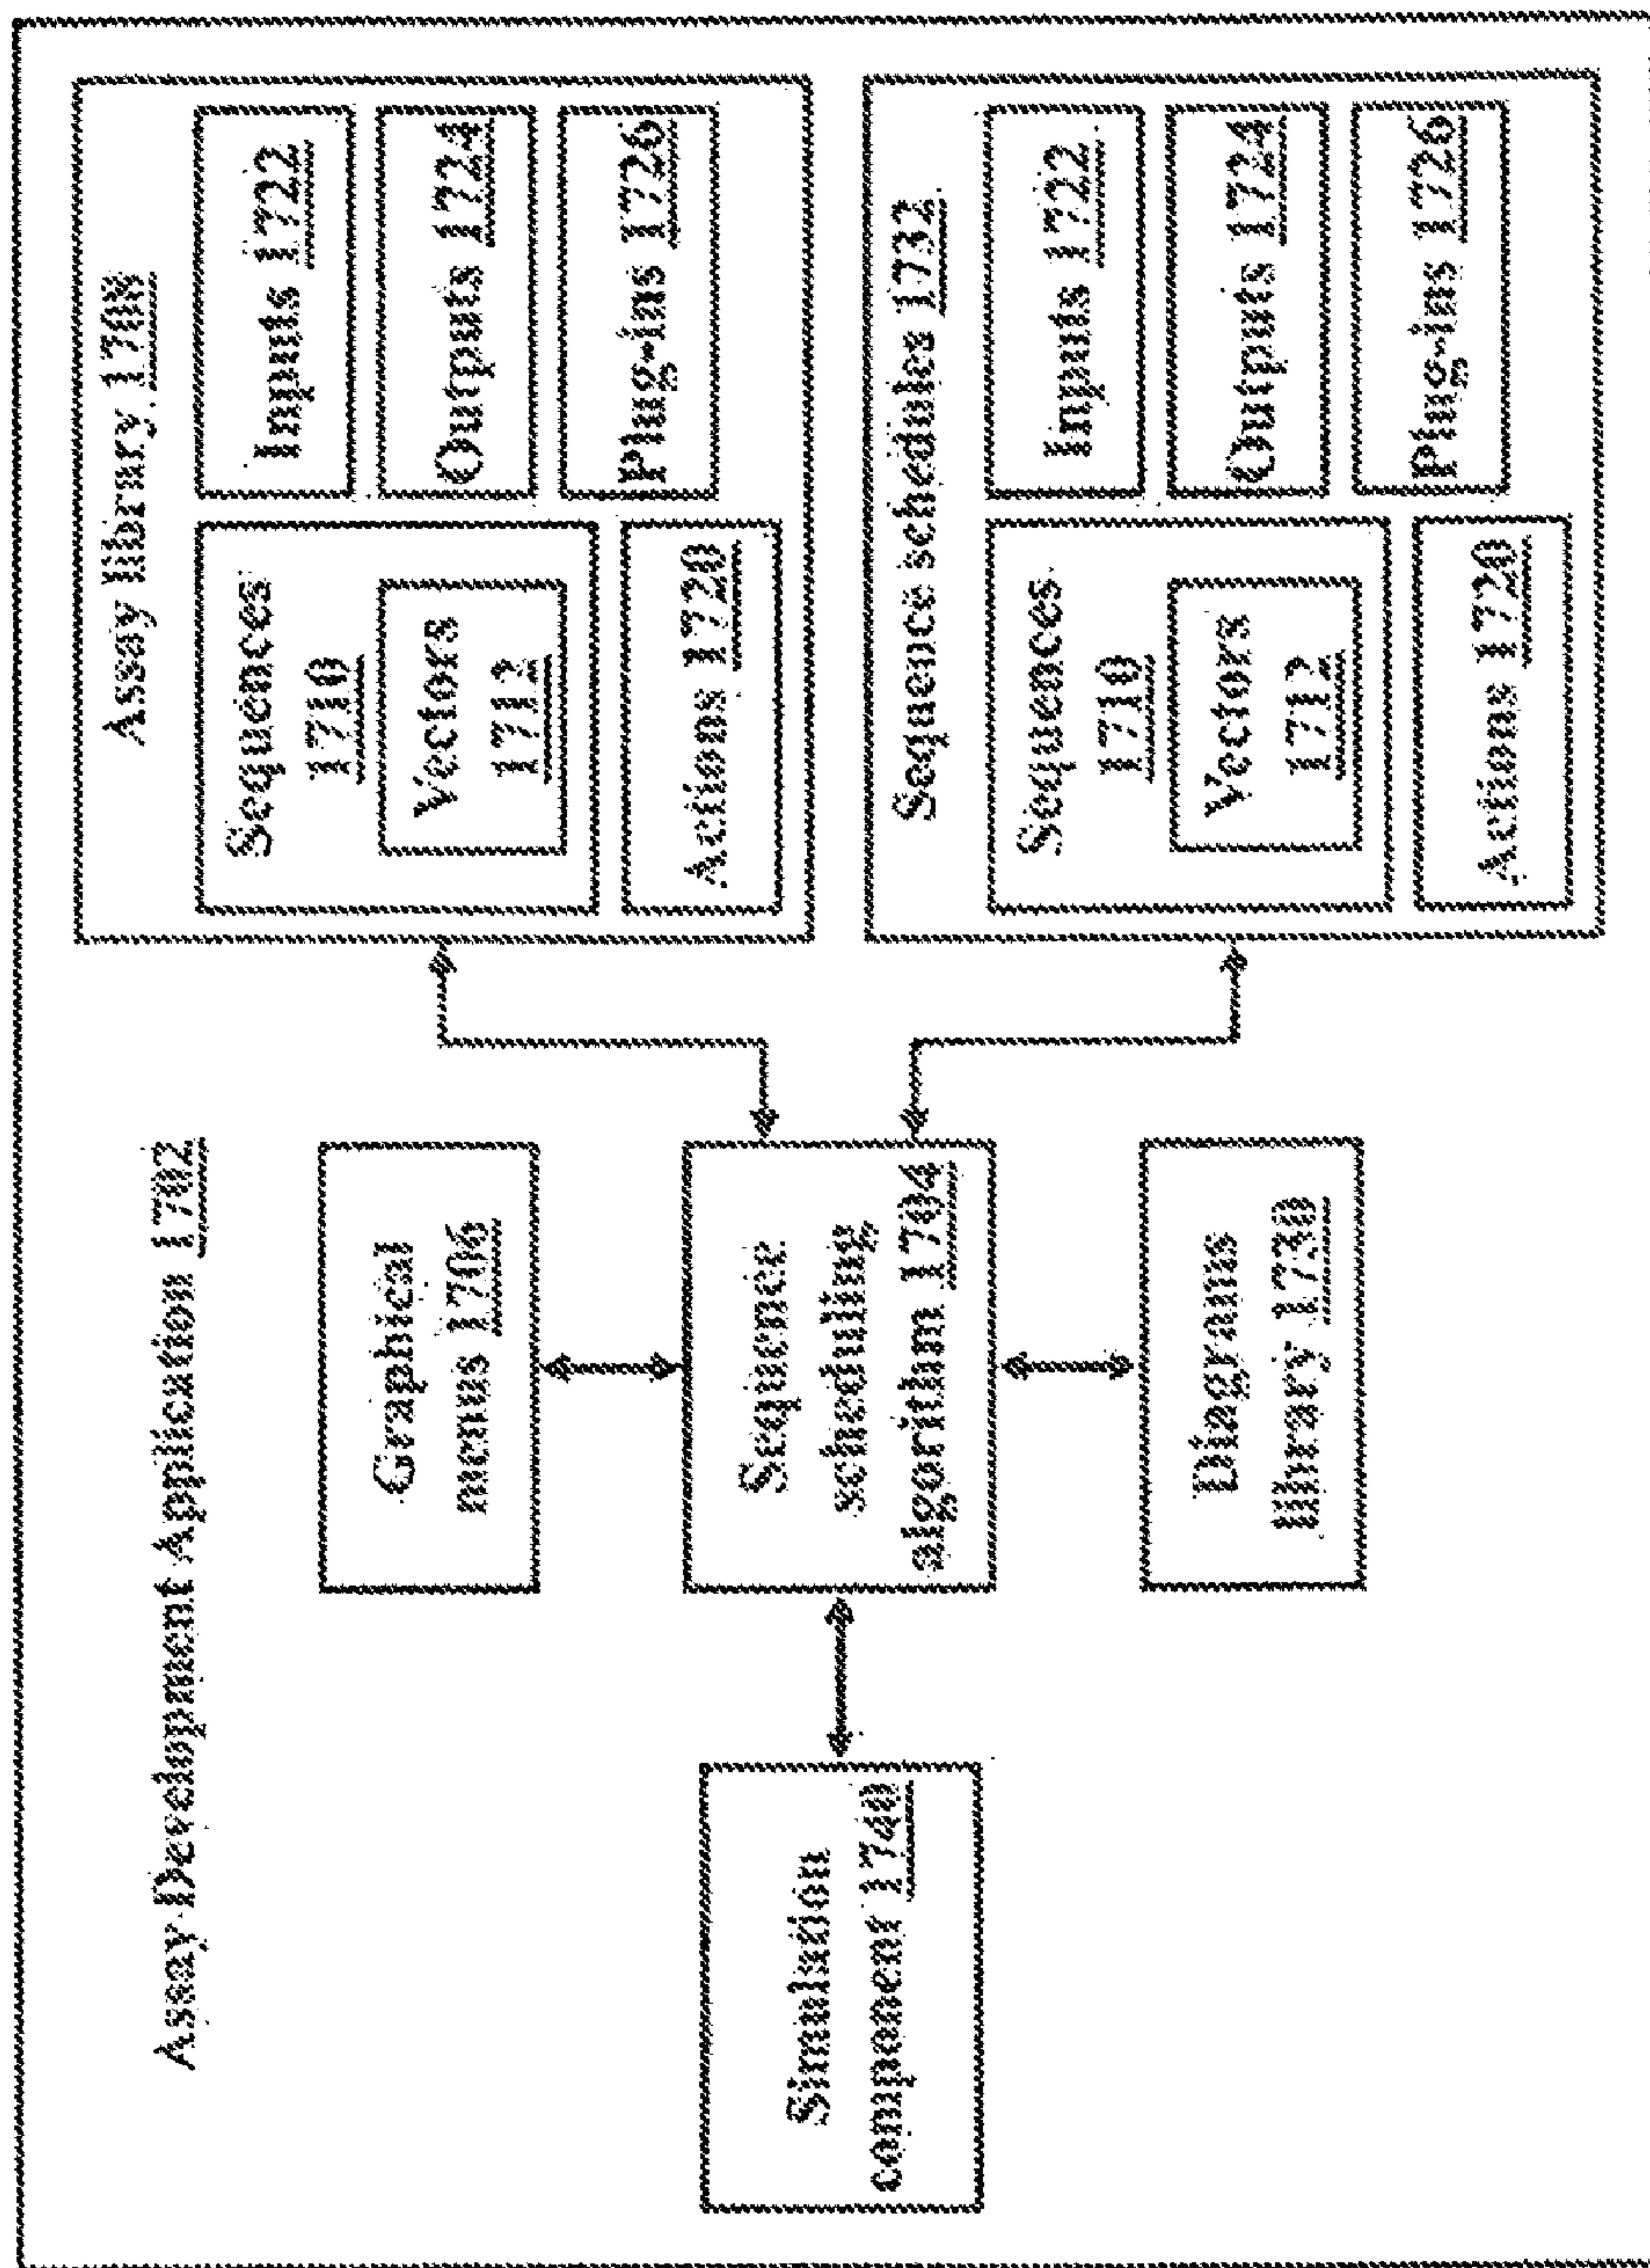 Assay Development Application 1702
Simulation
component 1740
Graphical
menus 1706
Sequence
scheduling
algorithm 1704
Diagrams
library 1730
Assay library 1708
Sequences
1710
Vectors
1712
Actions 1720
Inputs 1722
Outputs 1724
Plug-ins 1726
Sequence schedules 1732
Sequences
1710
Vectors
1712
Actions 1720
Inputs 1722
Outputs 1724
Plug-ins 1726